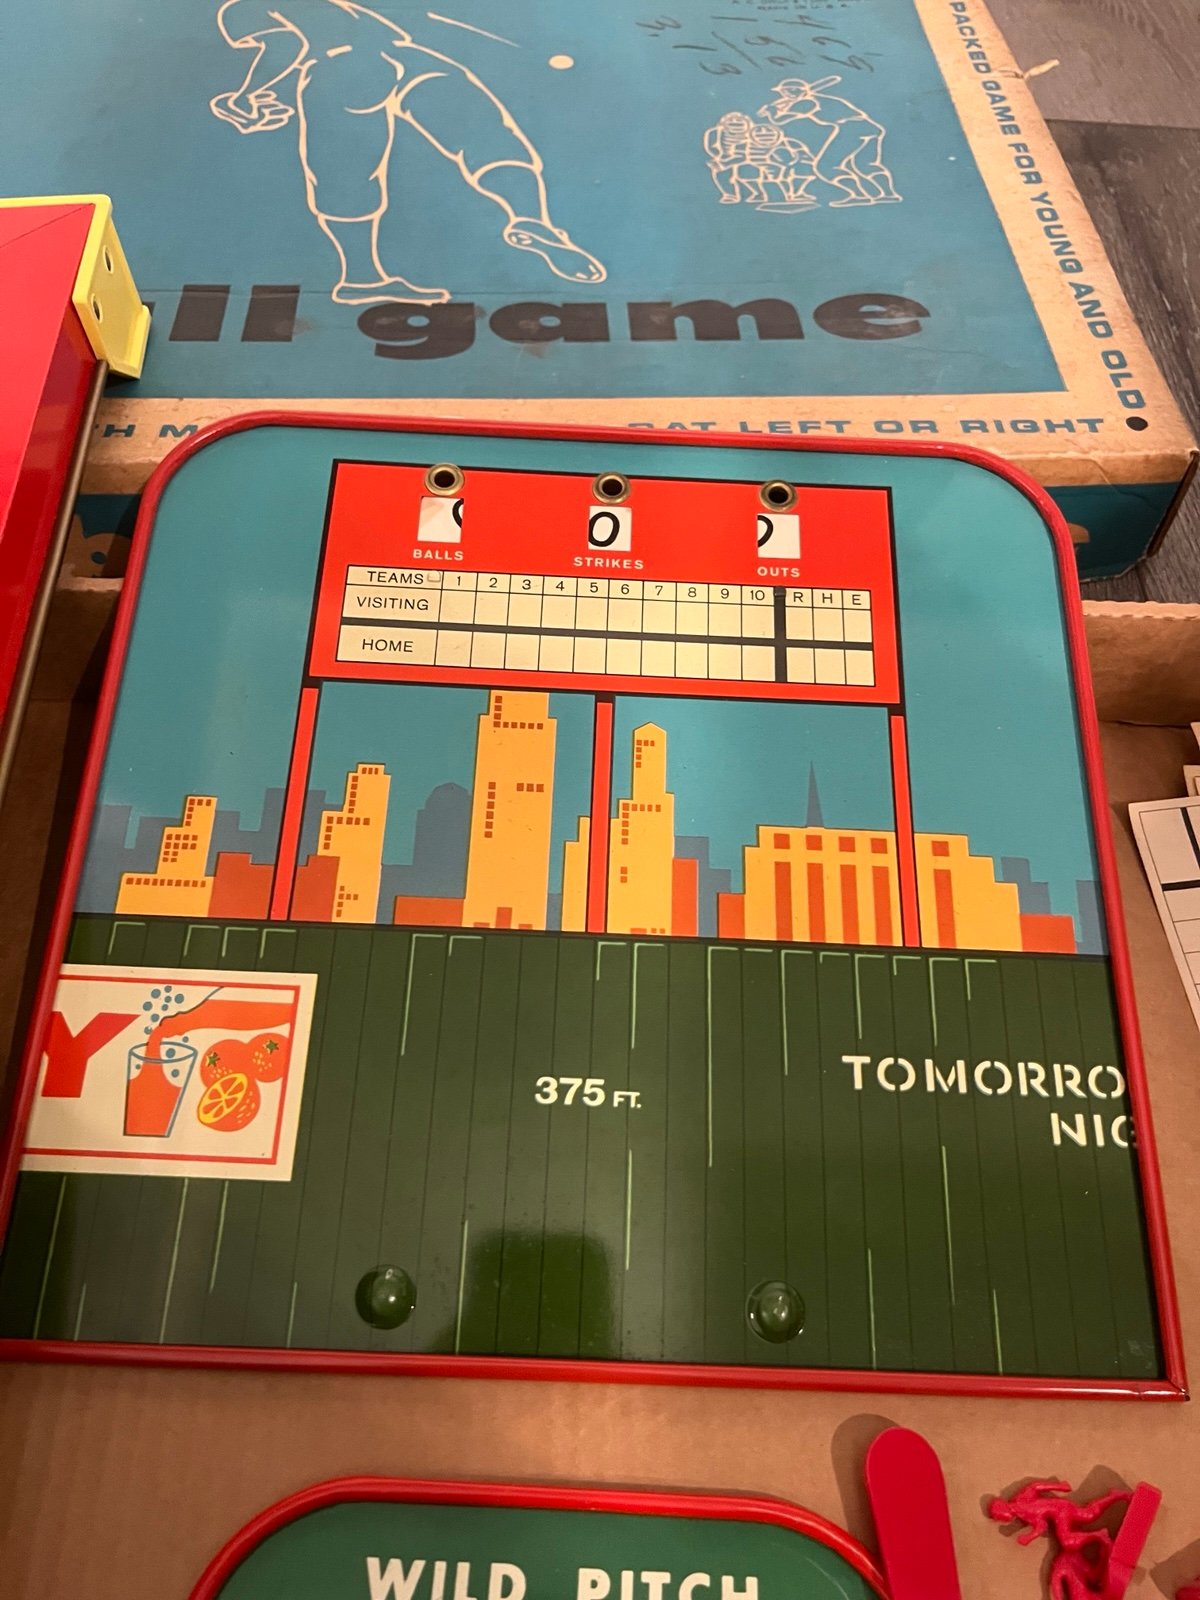 PACKED GAME FOR YOUNG AND OLD
ll game
BAT LEFT OR RIGHT
0
BALLS STRIKES OUTS
TEAMS 1 2 3 4 5 6 7 8 9 10 R H E
VISITING
HOME
Y
375 FT.
TOMORRO
NIG
WILD PITCH